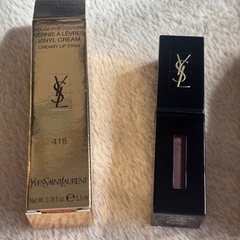 ROUGE PUR COUTURE
VERNIS À LÈVRES
VINYL CREAM
CREAMY LIP STAIN
YSL
418
YVESSAINTLAURENT
YSL